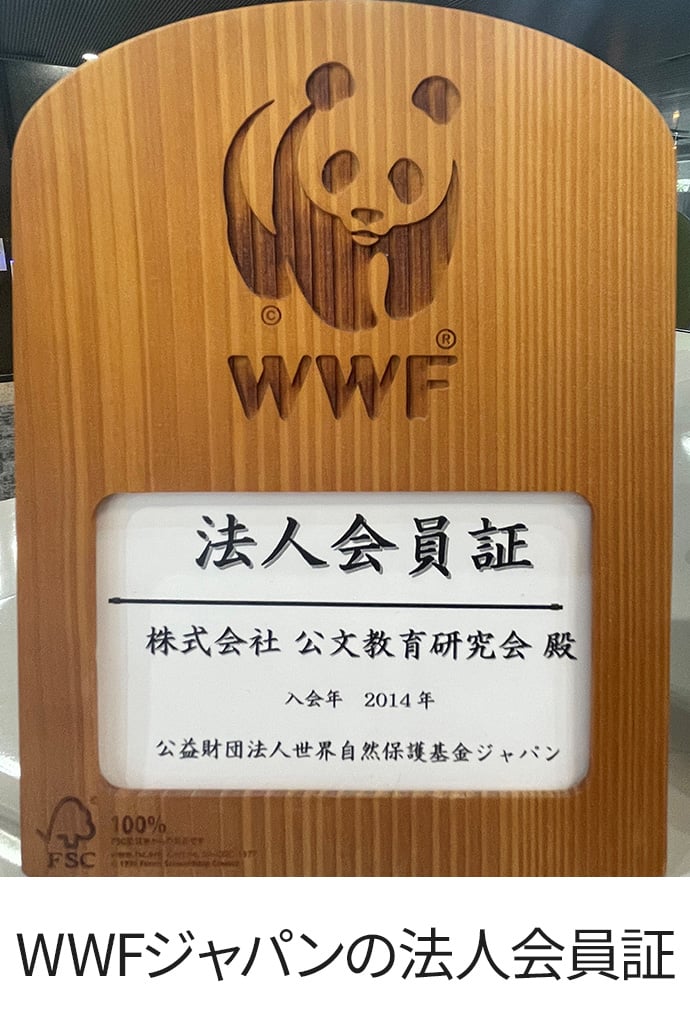 ©
®
WWF
法人会員証
株式会社 公文教育研究会 殿
入会年 2014年
公益財団法人世界自然保護基金ジャパン
100%
FSC
WWFジャパンの法人会員証